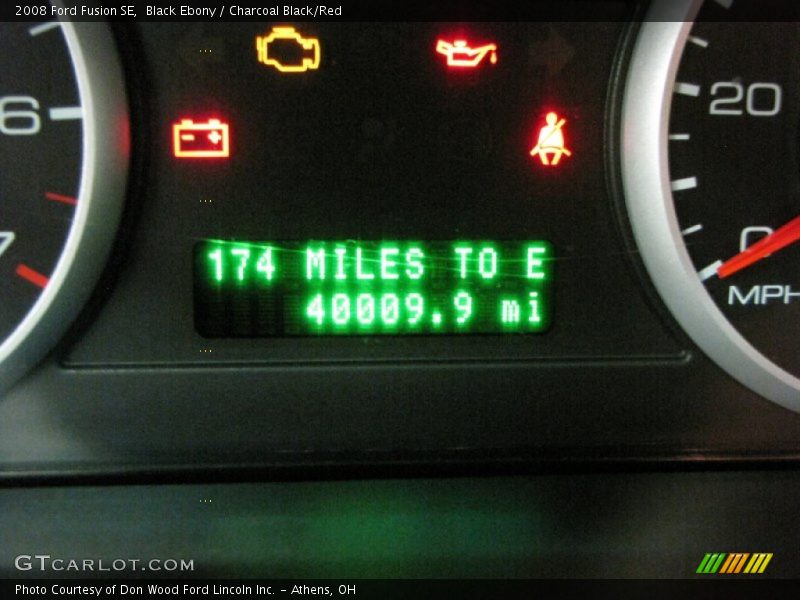 2008 Ford Fusion SE, Black Ebony / Charcoal Black/Red
6
20
7
0
174 MILES TO E
40009.9 mi
MPH
GTCARLOT.COM
Photo Courtesy of Don Wood Ford Lincoln Inc. - Athens, OH